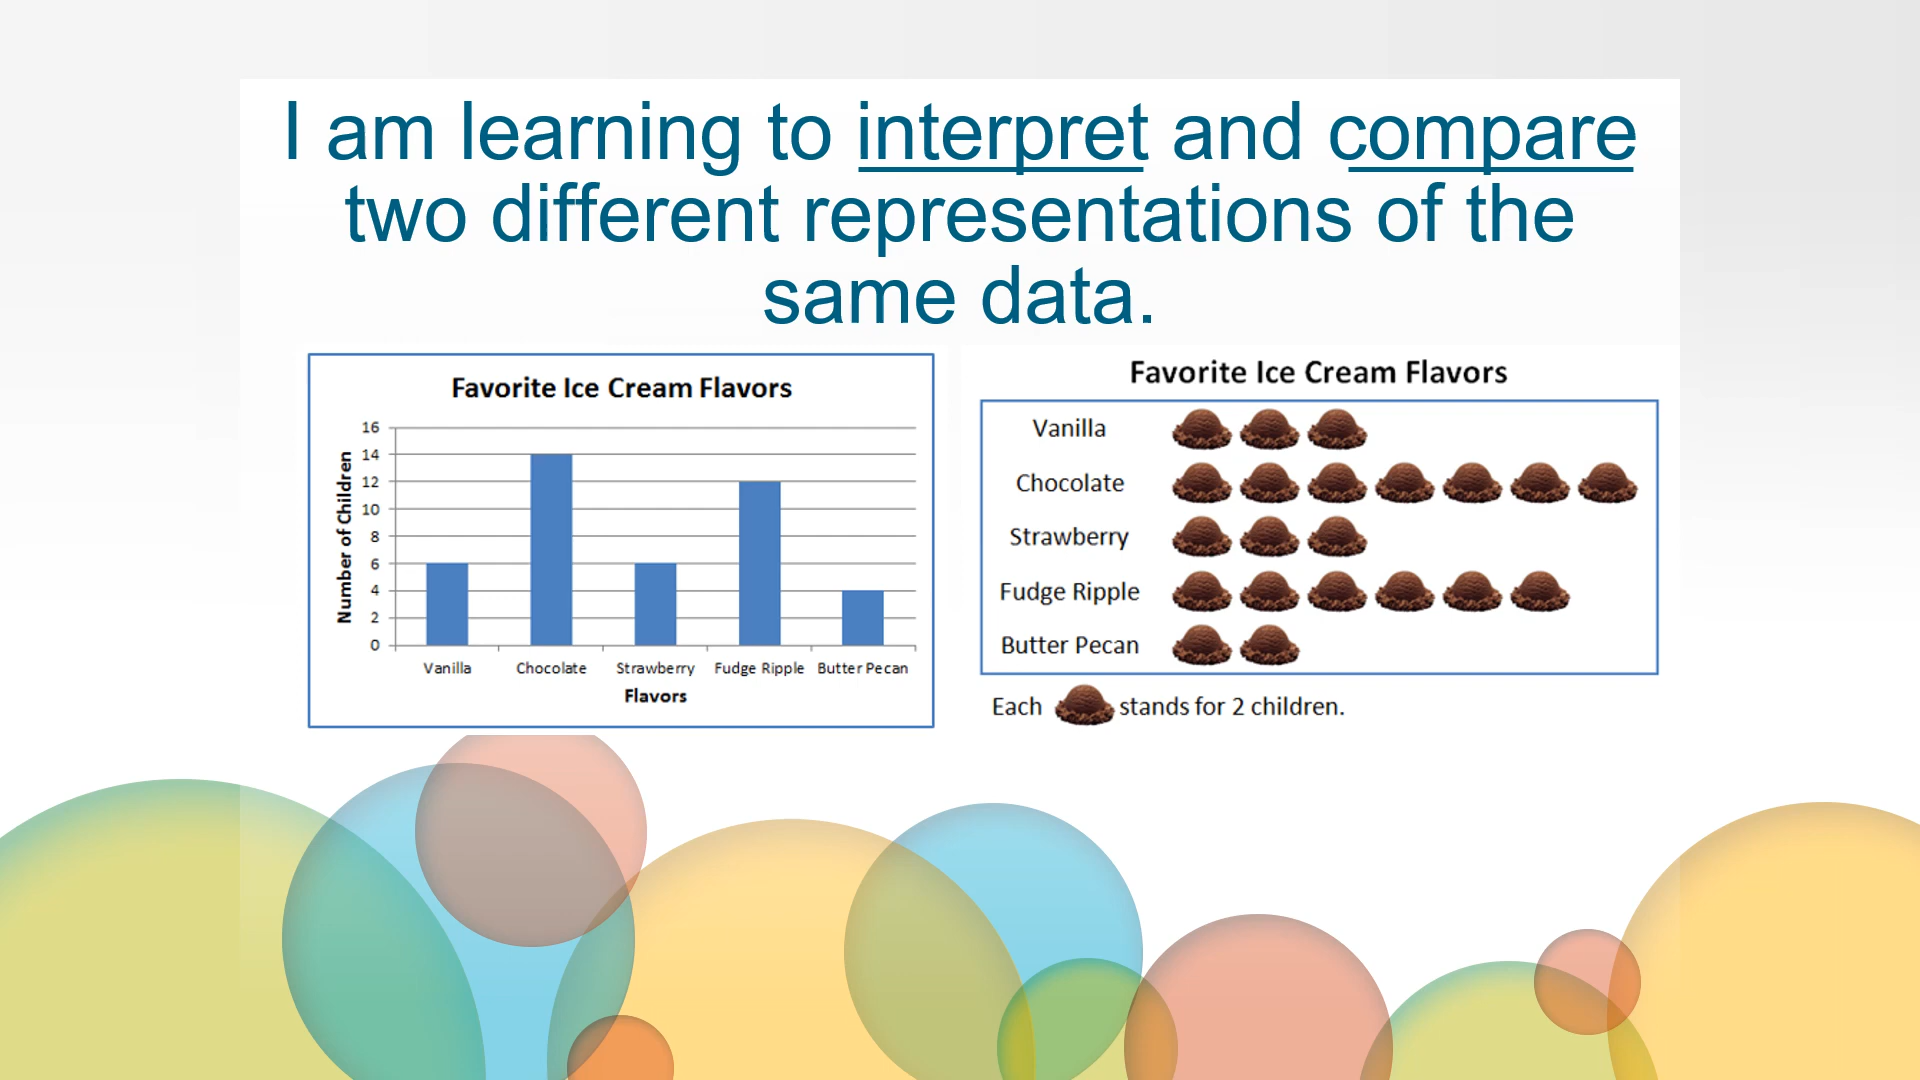 I am learning to interpret and compare
two different representations of the
same data.
Favorite Ice Cream Flavors
Number of Children
16
14
12
10
8
6
4
2
0
Vanilla Chocolate Strawberry Fudge Ripple Butter Pecan
Flavors
Favorite Ice Cream Flavors
Vanilla
Chocolate
Strawberry
Fudge Ripple
Butter Pecan
Each stands for 2 children.